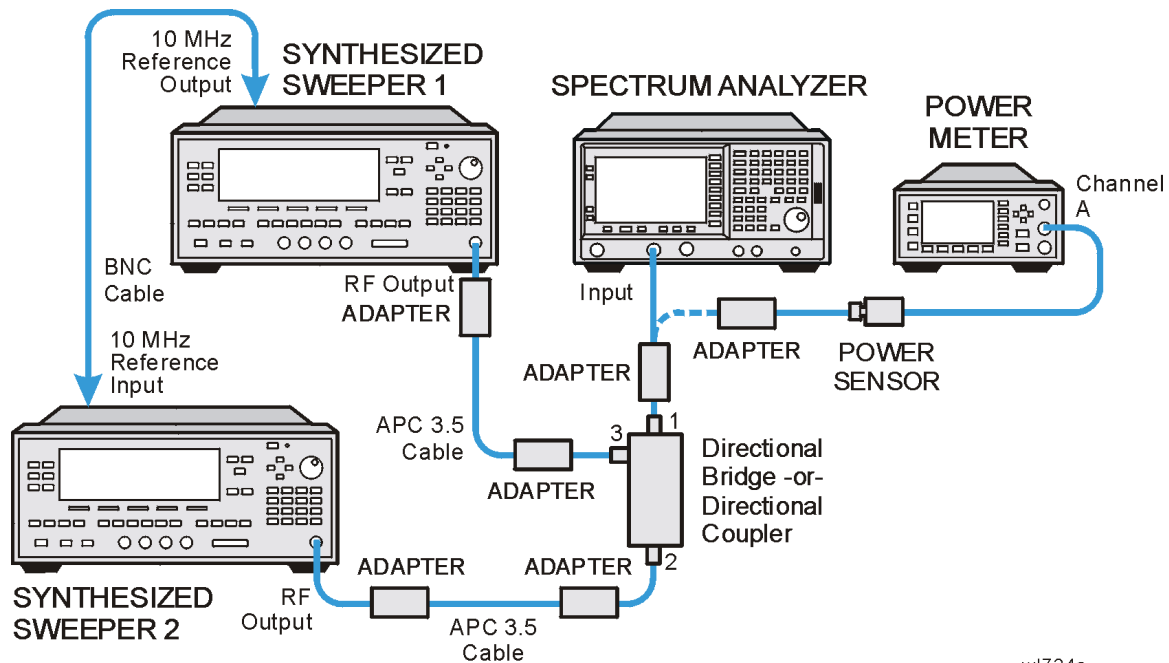 10 MHz
Reference
Output
SYNTHESIZED
SWEEPER 1
SPECTRUM ANALYZER
POWER
METER
Channel
A
BNC
Cable
RF Output
ADAPTER
Input
10 MHz
Reference
Input
ADAPTER
ADAPTER
POWER
SENSOR
APC 3.5
Cable
3
1
ADAPTER
Directional
Bridge -or-
Directional
Coupler
2
ADAPTER
ADAPTER
SYNTHESIZED
SWEEPER 2
RF
Output
APC 3.5
Cable